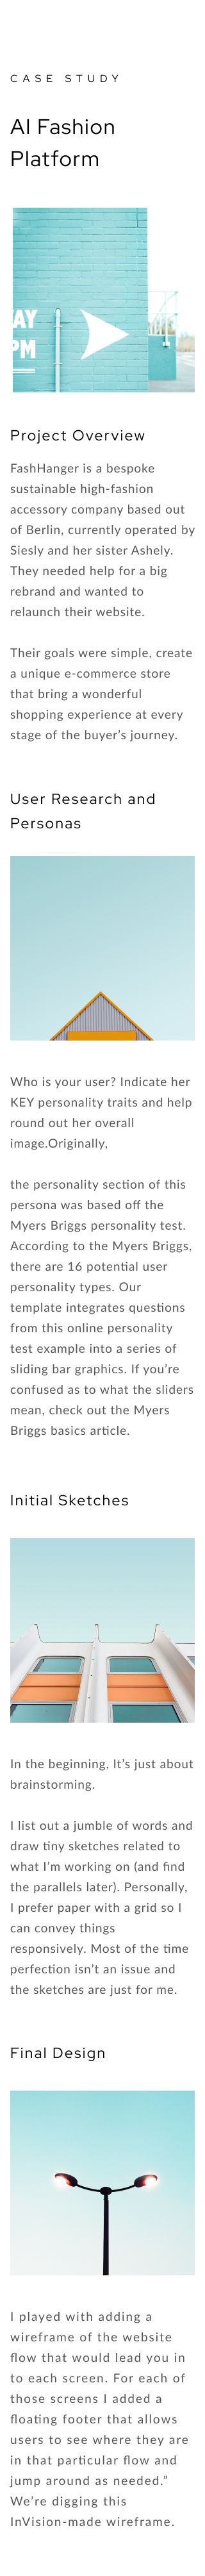 CASE STUDY
AI Fashion
Platform
AY
PM
Project Overview
FashHanger is a bespoke
sustainable high-fashion
accessory company based out
of Berlin, currently operated by
Siesly and her sister Ashely.
They needed help for a big
rebrand and wanted to
relaunch their website.
Their goals were simple, create
a unique e-commerce store
that bring a wonderful
shopping experience at every
stage of the buyer’s journey.
User Research and
Personas
Who is your user? Indicate her
KEY personality traits and help
round out her overall
image.Originally,
the personality section of this
persona was based off the
Myers Briggs personality test.
According to the Myers Briggs,
there are 16 potential user
personality types. Our
template integrates questions
from this online personality
test example into a series of
sliding bar graphics. If you’re
confused as to what the sliders
mean, check out the Myers
Briggs basics article.
Initial Sketches
In the beginning, It’s just about
brainstorming.
I list out a jumble of words and
draw tiny sketches related to
what I’m working on (and find
the parallels later). Personally,
I prefer paper with a grid so I
can convey things
responsively. Most of the time
perfection isn’t an issue and
the sketches are just for me.
Final Design
I played with adding a
wireframe of the website
flow that would lead you in
to each screen. For each of
those screens I added a
floating footer that allows
users to see where they are
in that particular flow and
jump around as needed.”
We’re digging this
InVision-made wireframe.